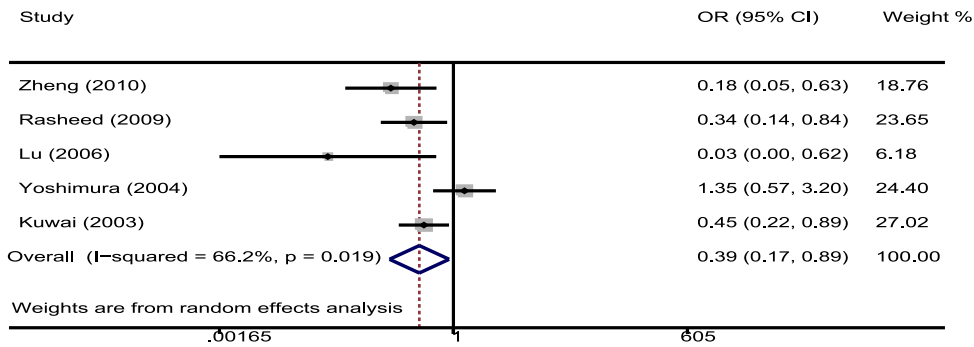 Study OR (95% CI) Weight %
Zheng (2010) 0.18 (0.05, 0.63) 18.76
Rasheed (2009) 0.34 (0.14, 0.84) 23.65
Lu (2006) 0.03 (0.00, 0.62) 6.18
Yoshimura (2004) 1.35 (0.57, 3.20) 24.40
Kuwai (2003) 0.45 (0.22, 0.89) 27.02
Overall (I−squared = 66.2%, p = 0.019) 0.39 (0.17, 0.89) 100.00
Weights are from random effects analysis
.00165 1 605